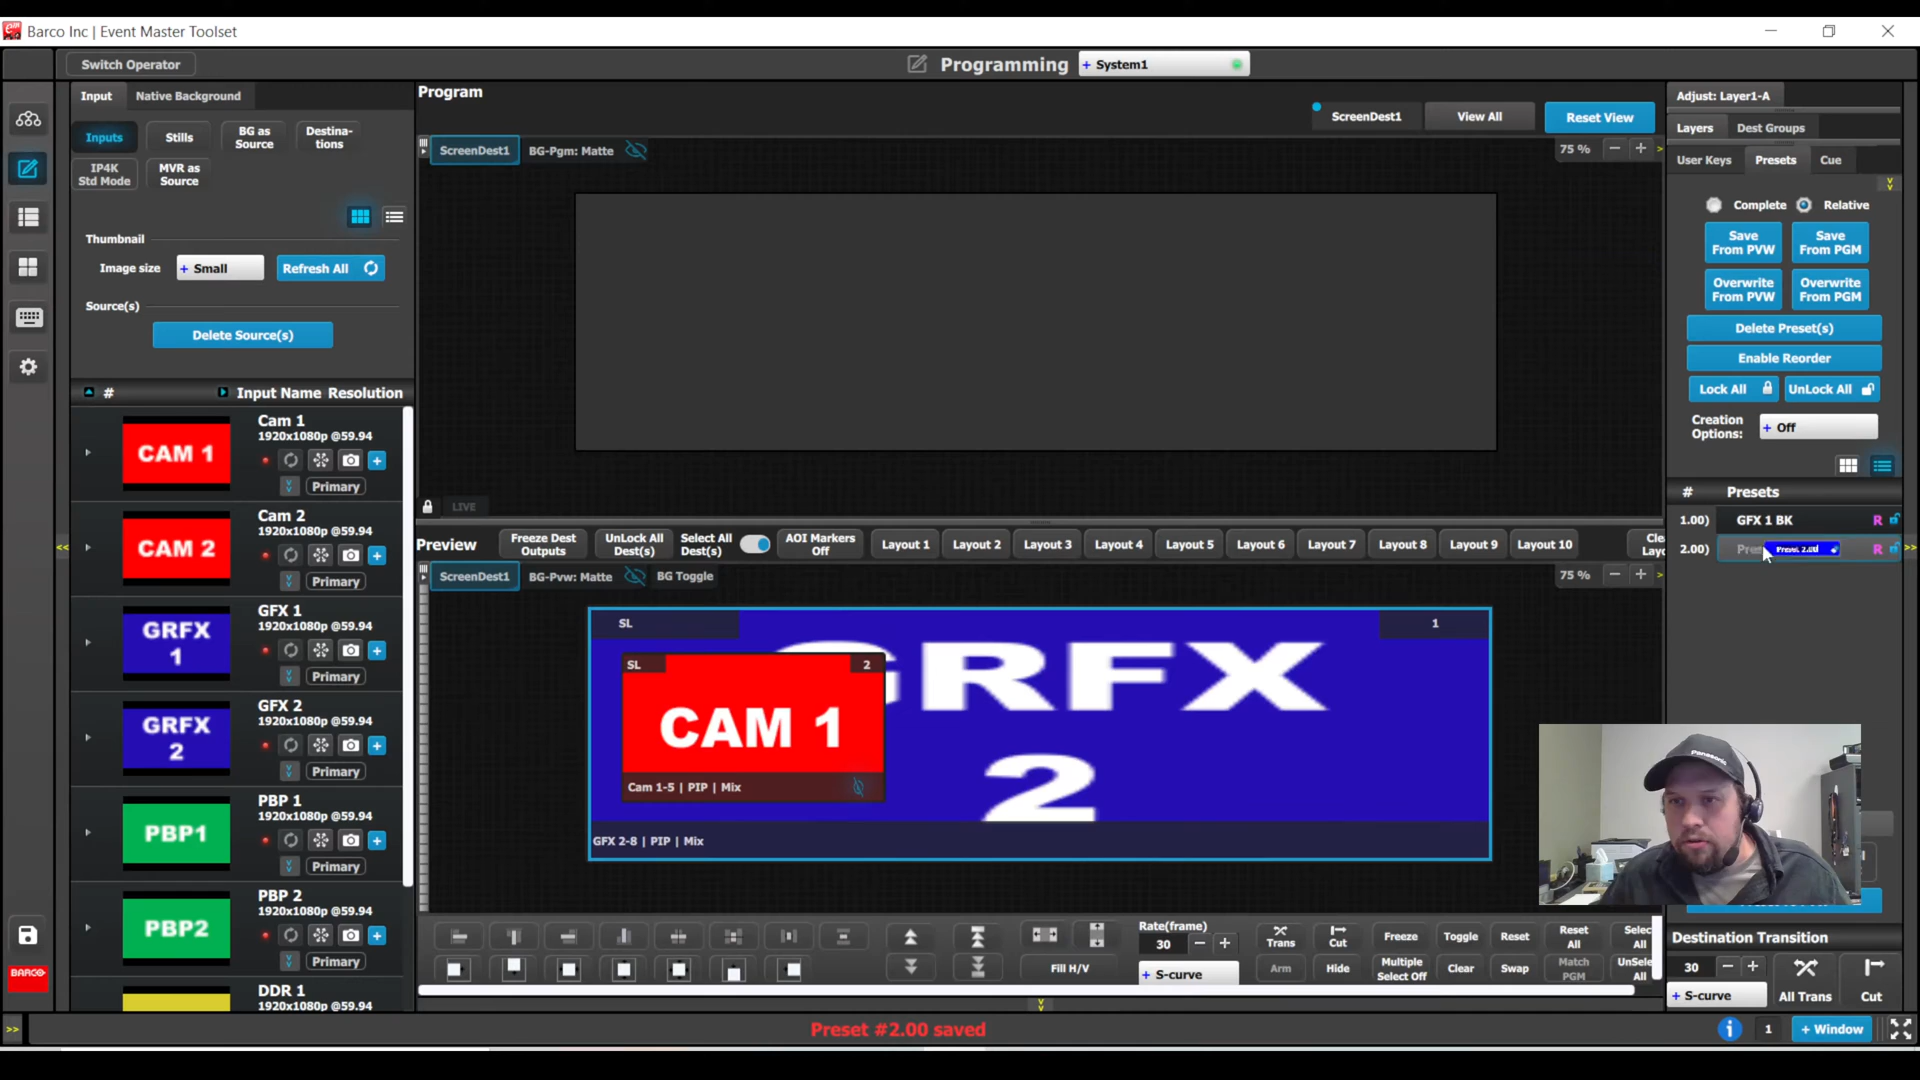 Barco Inc | Event Master Toolset
Switch Operator
Programming
+ System1
Input
Native Background
Inputs
Stills
BG as
Source
Destina-
tions
IP4K
Std Mode
MVR as
Source
Thumbnail
Image size
+ Small
Refresh All
Source(s)
Delete Source(s)
#
Input Name
Resolution
CAM 1
Cam 1
1920x1080p @59.94
Primary
CAM 2
Cam 2
1920x1080p @59.94
Primary
GRFX
1
GFX 1
1920x1080p @59.94
Primary
GRFX
2
GFX 2
1920x1080p @59.94
Primary
PBP1
PBP 1
1920x1080p @59.94
Primary
PBP2
PBP 2
1920x1080p @59.94
Primary
DDR 1
1920x1080p @59.94
BARCO
Program
ScreenDest1
View All
Reset View
ScreenDest1
BG-Pgm: Matte
75 %
LIVE
Preview
Freeze Dest
Outputs
UnLock All
Dest(s)
Select All
Dest(s)
AOI Markers
Off
Layout 1
Layout 2
Layout 3
Layout 4
Layout 5
Layout 6
Layout 7
Layout 8
Layout 9
Layout 10
ScreenDest1
BG-Pvw: Matte
BG Toggle
75 %
SL
1
GRFX
2
SL
2
CAM 1
Cam 1-5 | PIP | Mix
GFX 2-8 | PIP | Mix
Fill H/V
Rate(frame)
30
+ S-curve
Trans
Arm
Cut
Hide
Freeze
Multiple
Select Off
Toggle
Clear
Reset
Swap
Reset
All
Match
PGM
All
All
Adjust: Layer1-A
Layers
Dest Groups
User Keys
Presets
Cue
Complete
Relative
Save
From PVW
Save
From PGM
Overwrite
From PVW
Overwrite
From PGM
Delete Preset(s)
Enable Reorder
Lock All
UnLock All
Creation
Options:
+ Off
#
Presets
1.00)
GFX 1 BK
R
2.00)
Preset 2.00
R
Panasonic
Destination Transition
30
+ S-curve
All Trans
Cut
Preset #2.00 saved
1
+ Window